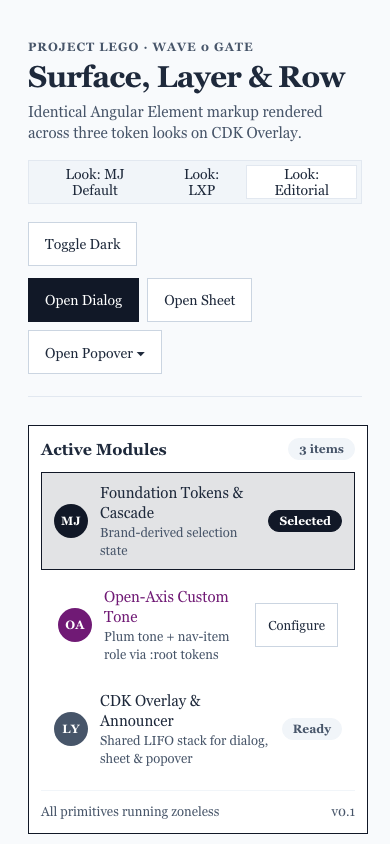 PROJECT LEGO · WAVE 0 GATE
Surface, Layer & Row
Identical Angular Element markup rendered
across three token looks on CDK Overlay.
Look: MJ
Default
Look:
LXP
Look:
Editorial
Toggle Dark
Open Dialog
Open Sheet
Open Popover
Active Modules
3 items
MJ
Foundation Tokens &
Cascade
Brand-derived selection
state
Selected
OA
Open-Axis Custom
Tone
Plum tone + nav-item
role via :root tokens
Configure
LY
CDK Overlay &
Announcer
Shared LIFO stack for dialog,
sheet & popover
Ready
All primitives running zoneless
v0.1